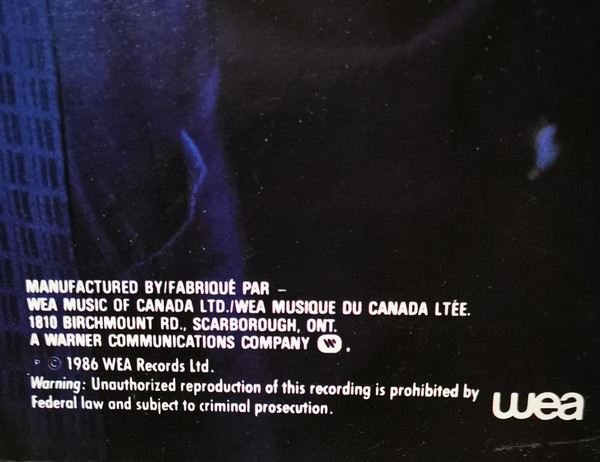 MANUFACTURED BY/FABRIQUÉ PAR –
WEA MUSIC OF CANADA LTD./WEA MUSIQUE DU CANADA LTÉE.
1810 BIRCHMOUNT RD., SCARBOROUGH, ONT.
A WARNER COMMUNICATIONS COMPANY W .
℗ © 1986 WEA Records Ltd.
Warning: Unauthorized reproduction of this recording is prohibited by
Federal law and subject to criminal prosecution.
wea